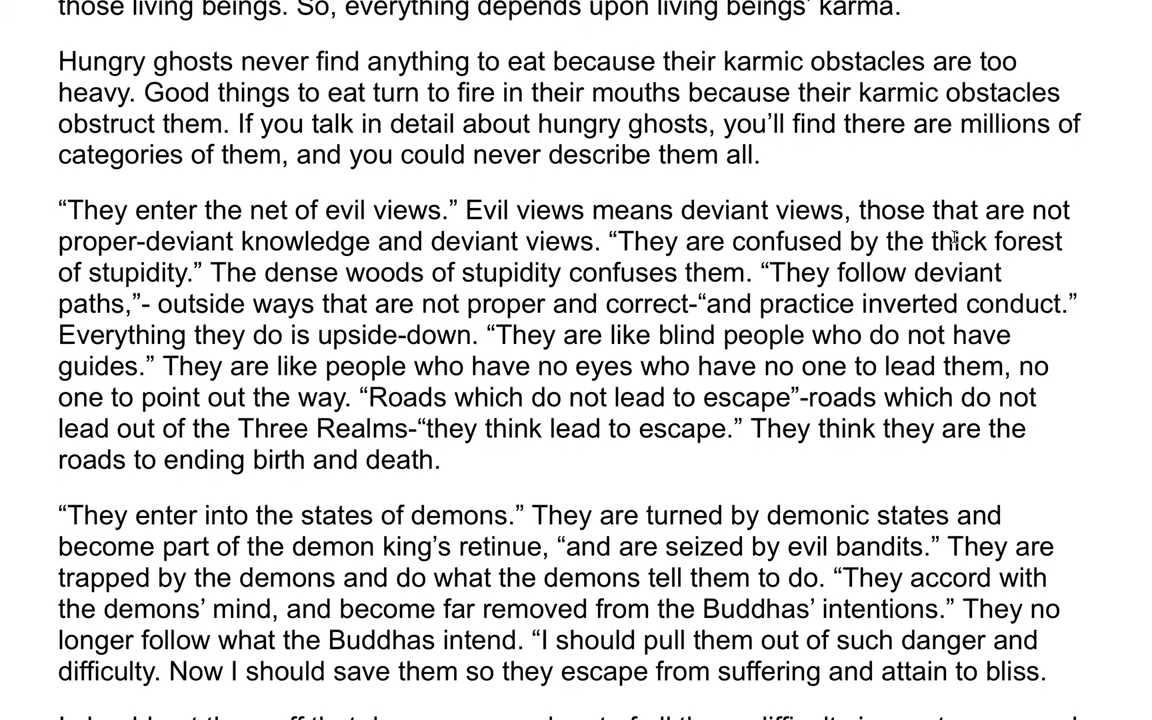 those living beings. So, everything depends upon living beings’ karma.
Hungry ghosts never find anything to eat because their karmic obstacles are too
heavy. Good things to eat turn to fire in their mouths because their karmic obstacles
obstruct them. If you talk in detail about hungry ghosts, you’ll find there are millions of
categories of them, and you could never describe them all.
“They enter the net of evil views.” Evil views means deviant views, those that are not
proper-deviant knowledge and deviant views. “They are confused by the thick forest
of stupidity.” The dense woods of stupidity confuses them. “They follow deviant
paths,”- outside ways that are not proper and correct-“and practice inverted conduct.”
Everything they do is upside-down. “They are like blind people who do not have
guides.” They are like people who have no eyes who have no one to lead them, no
one to point out the way. “Roads which do not lead to escape”-roads which do not
lead out of the Three Realms-“they think lead to escape.” They think they are the
roads to ending birth and death.
“They enter into the states of demons.” They are turned by demonic states and
become part of the demon king’s retinue, “and are seized by evil bandits.” They are
trapped by the demons and do what the demons tell them to do. “They accord with
the demons’ mind, and become far removed from the Buddhas’ intentions.” They no
longer follow what the Buddhas intend. “I should pull them out of such danger and
difficulty. Now I should save them so they escape from suffering and attain to bliss.